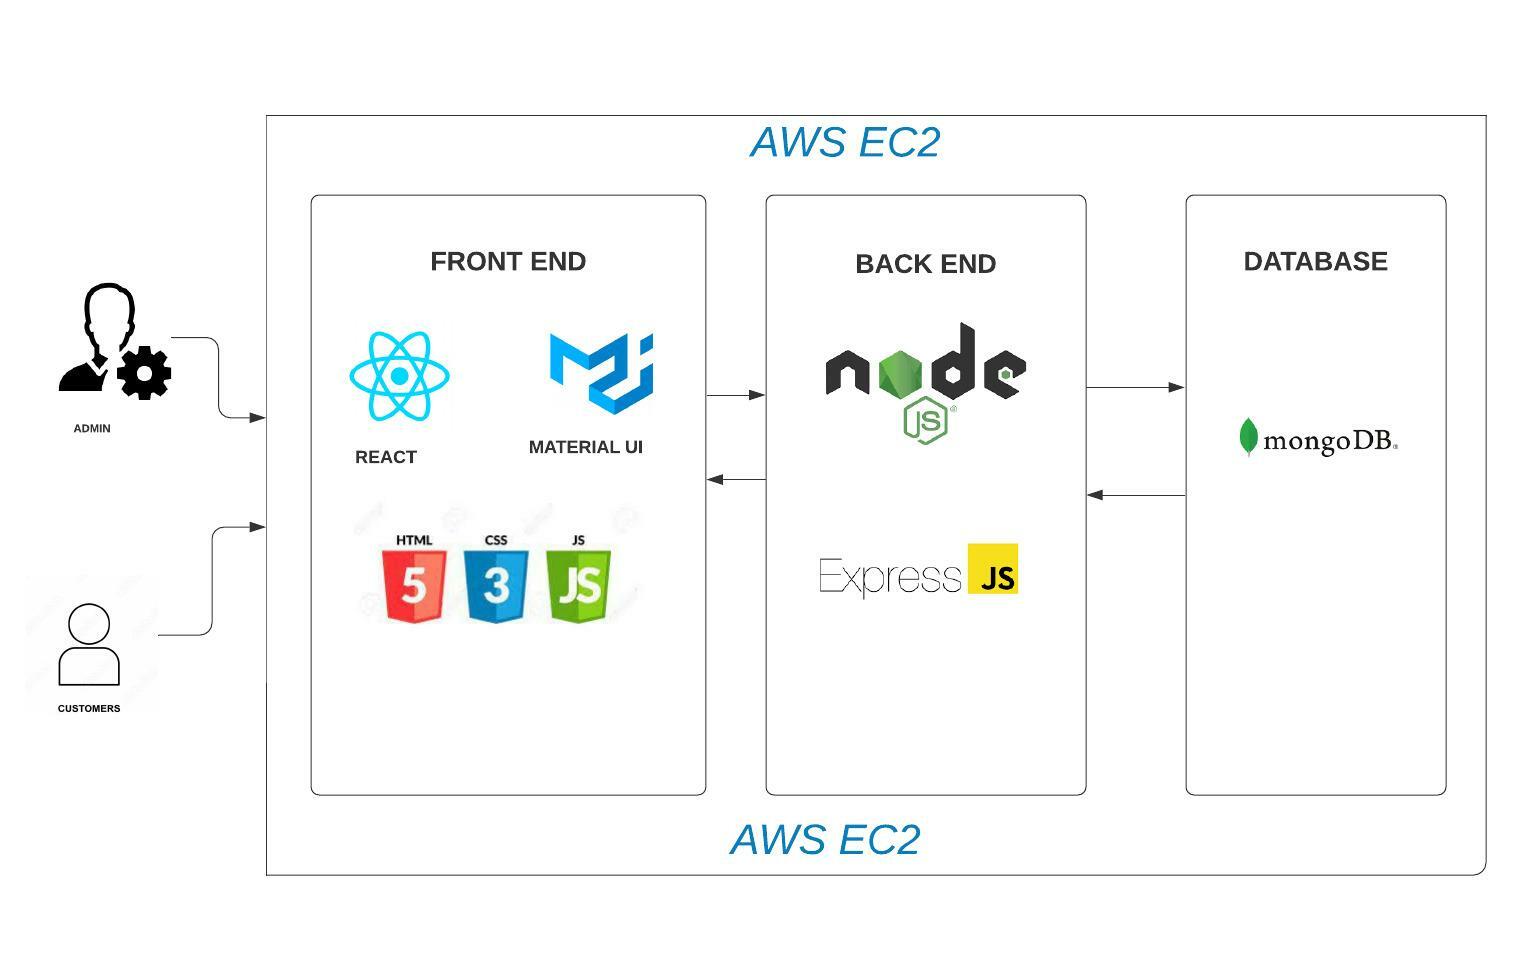 AWS EC2
FRONT END
BACK END
DATABASE
ADMIN
CUSTOMERS
REACT
MATERIAL UI
HTML CSS JS
5 3 JS
node
JS ®
Express JS
mongoDB
AWS EC2